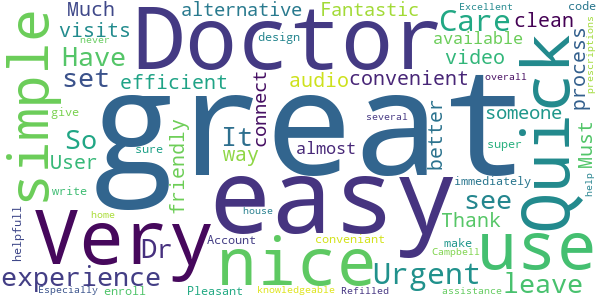 Much
alternative
Fantastic
Excellent
code
visits
Doctor
design
Care
clean
available
never
Have
set
efficient
audio
convenient
video
overall
process
prescriptions
simple
great
Quick
give
So
sure
friendly
It
way
connect
almost
several
better
someone
super
Must
User
write
easy
immediately
see
help
home
house
Very
nice
use
helpfull
Dr
Account
conveniant
Thank
make
Campbell
experience
Urgent
leave
Especially
enroll
Pleasant
knowledgeable
Refilled
assistance